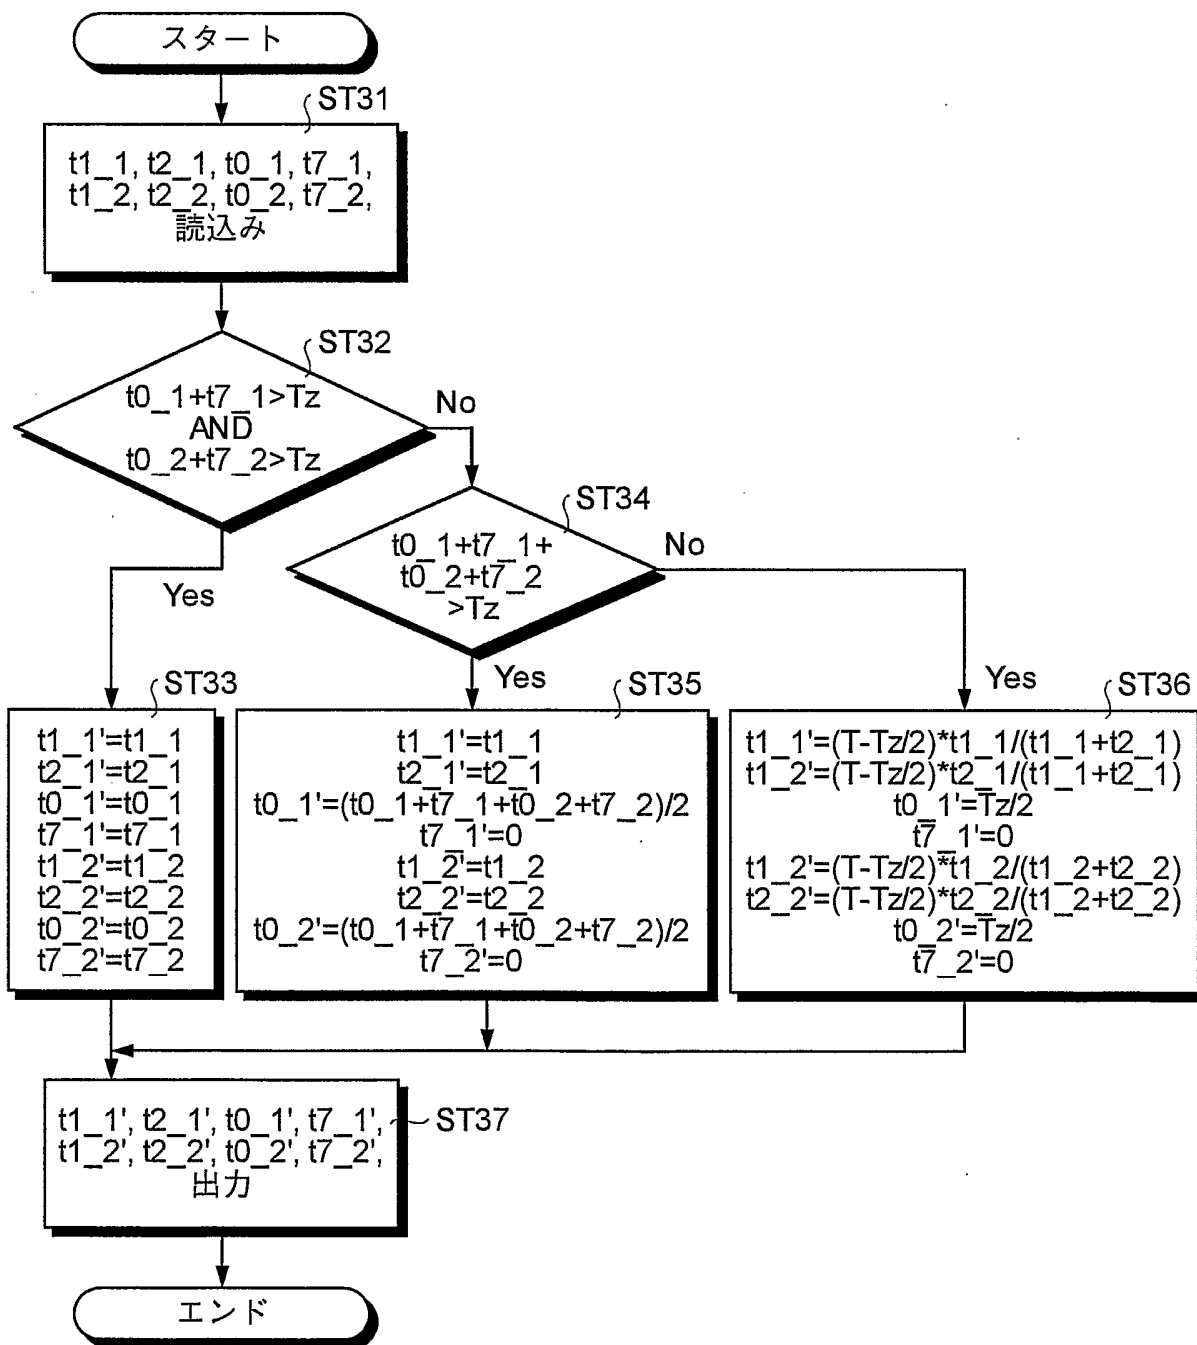 スタート
ST31
t1_1, t2_1, t0_1, t7_1,
t1_2, t2_2, t0_2, t7_2,
読込み
ST32
t0_1+t7_1>Tz
AND
t0_2+t7_2>Tz
No
Yes
ST34
t0_1+t7_1+
t0_2+t7_2
>Tz
No
Yes
Yes
ST33
t1_1'=t1_1
t2_1'=t2_1
t0_1'=t0_1
t7_1'=t7_1
t1_2'=t1_2
t2_2'=t2_2
t0_2'=t0_2
t7_2'=t7_2
ST35
t1_1'=t1_1
t2_1'=t2_1
t0_1'=(t0_1+t7_1+t0_2+t7_2)/2
t7_1'=0
t1_2'=t1_2
t2_2'=t2_2
t0_2'=(t0_1+t7_1+t0_2+t7_2)/2
t7_2'=0
ST36
t1_1'=(T-Tz/2)*t1_1/(t1_1+t2_1)
t1_2'=(T-Tz/2)*t2_1/(t1_1+t2_1)
t0_1'=Tz/2
t7_1'=0
t1_2'=(T-Tz/2)*t1_2/(t1_2+t2_2)
t2_2'=(T-Tz/2)*t2_2/(t1_2+t2_2)
t0_2'=Tz/2
t7_2'=0
ST37
t1_1', t2_1', t0_1', t7_1',
t1_2', t2_2', t0_2', t7_2',
出力
エンド